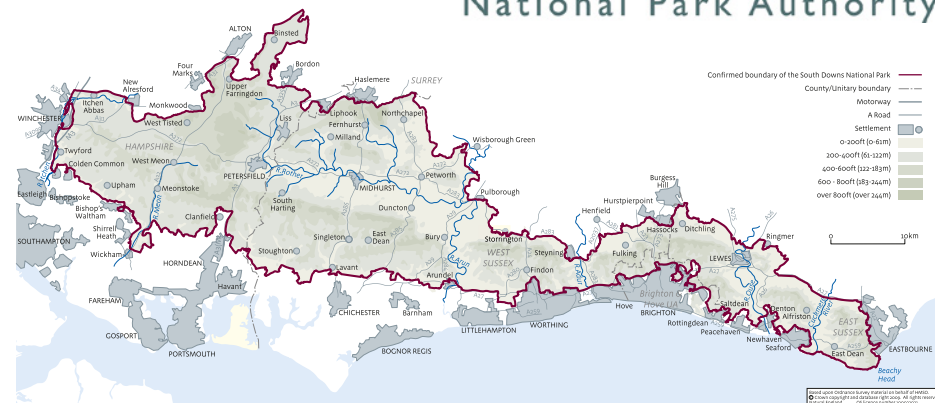 National Park Authority
ALTON
Binsted
Four
Marks
Bordon
Haslemere
SURREY
New
Alresford
Upper
Farringdon
Itchen
Abbas
Monkwood
Liphook
Northchapel
WINCHESTER
West Tisted
Liss
Fernhurst
Milland
Wisborough Green
Twyford
HAMPSHIRE
Colden Common
West Meon
PETERSFIELD
R.Rother
Petworth
Eastleigh
Bishopstoke
Upham
Meonstoke
MIDHURST
Pulborough
Bishop's
Waltham
R.Meon
South
Harting
Duncton
Shirrell
Heath
Clanfield
SOUTHAMPTON
Wickham
Stoughton
Singleton
East
Dean
Bury
Storrington
WEST
SUSSEX
Steyning
HORNDEAN
Lavant
Arundel
R.Arun
Findon
Havant
FAREHAM
CHICHESTER
Barnham
GOSPORT
PORTSMOUTH
BOGNOR REGIS
LITTLEHAMPTON
WORTHING
Burgess
Hill
Hurstpierpoint
Henfield
Hassocks
Ditchling
Ringmer
Fulking
LEWES
Brighton &
Hove UA
Hove
BRIGHTON
Saltdean
Rottingdean
Peacehaven
Newhaven
Seaford
Denton
Alfriston
EAST
SUSSEX
East Dean
EASTBOURNE
Beachy
Head
Confirmed boundary of the South Downs National Park
County/Unitary boundary
Motorway
A Road
Settlement
0-200ft (0-61m)
200-400ft (61-122m)
400-600ft (122-183m)
600 - 800ft (183-244m)
over 800ft (over 244m)
0
10km